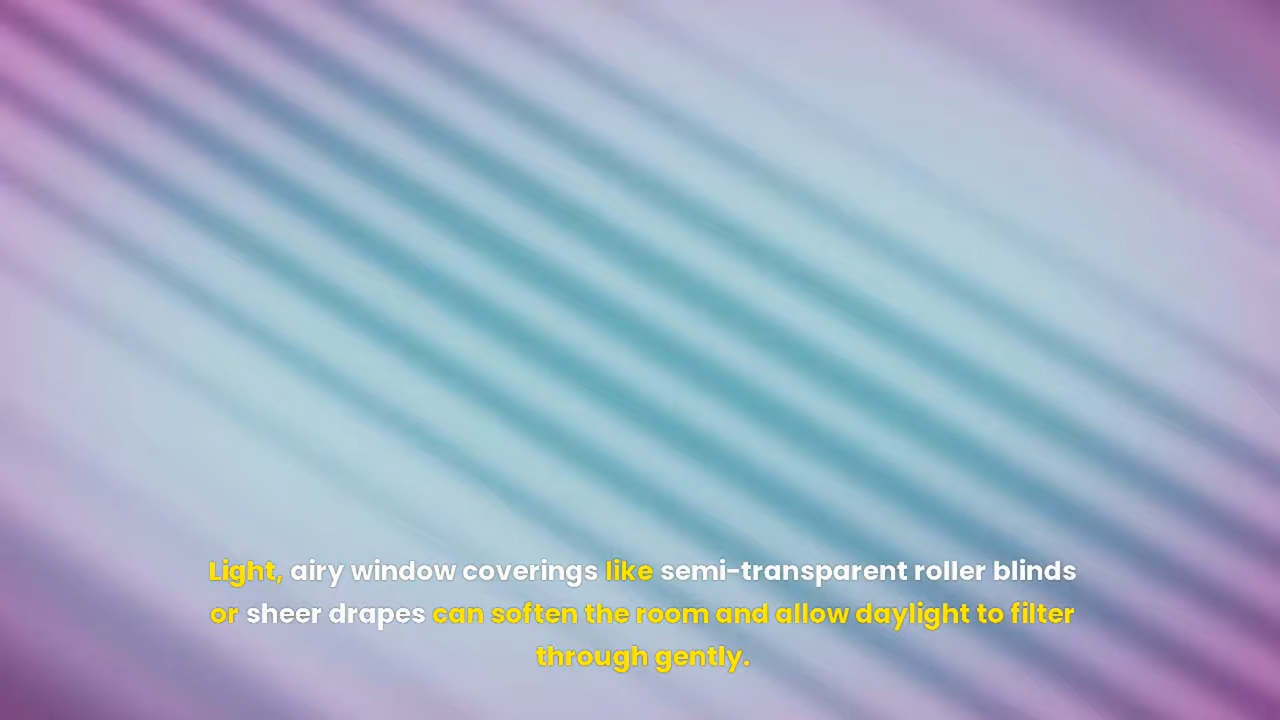 Light, airy window coverings like semi-transparent roller blinds
or sheer drapes can soften the room and allow daylight to filter
through gently.